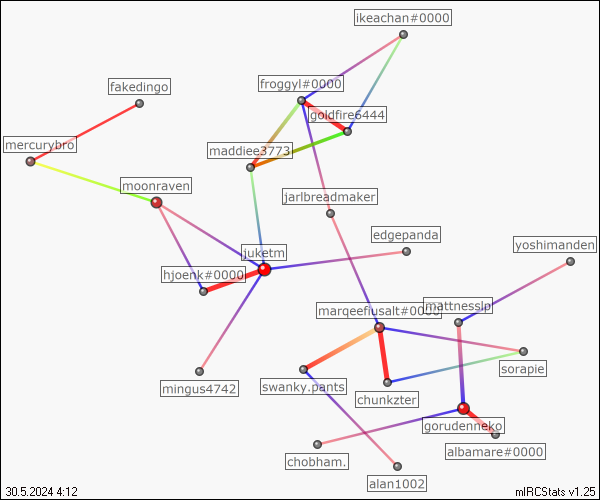 ikeachan#0000
fakedingo
froggyl#0000
goldfire6444
mercurybro
maddiee3773
moonraven
jarlbreadmaker
edgepanda
juketm
yoshimanden
hjoenk#0000
marqeefiusalt#0000
mattnesslp
sorapie
mingus4742
swanky.pants
chunkzter
gorudenneko
albamare#0000
chobham.
alan1002
30.5.2024 4:12
mIRCStats v1.25